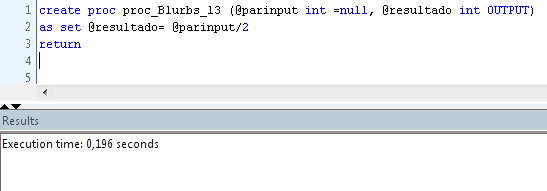 1 create proc proc_Blurbs_l3 (@parinput int =null, @resultado int OUTPUT)
2 as set @resultado= @parinput/2
3 return
4
5
Results
Execution time: 0,196 seconds